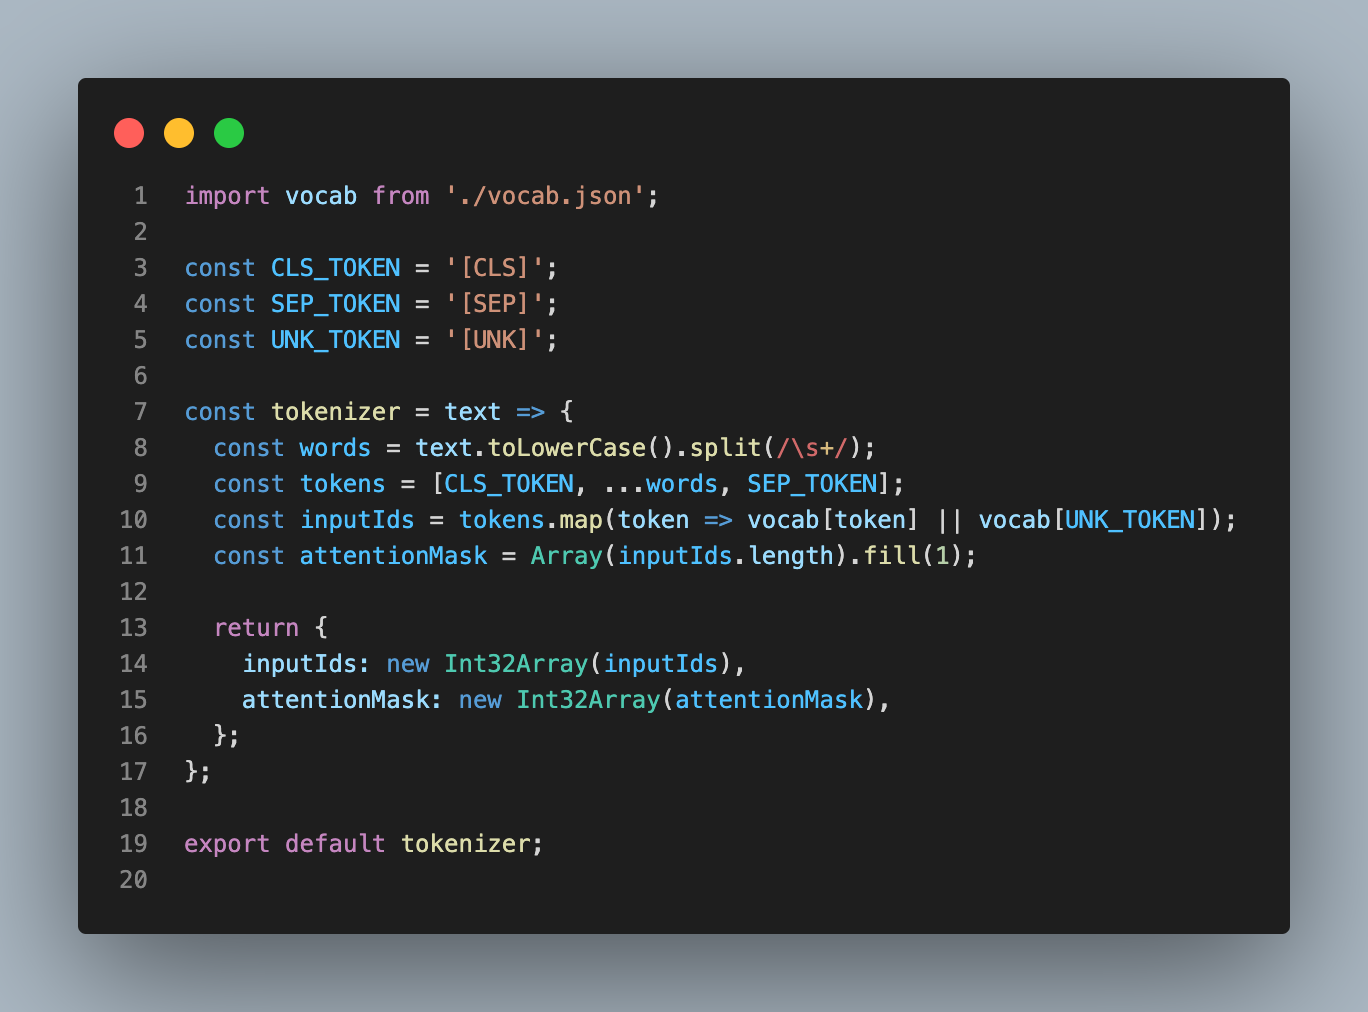 1 import vocab from './vocab.json';
2
3 const CLS_TOKEN = '[CLS]';
4 const SEP_TOKEN = '[SEP]';
5 const UNK_TOKEN = '[UNK]';
6
7 const tokenizer = text => {
8   const words = text.toLowerCase().split(/\s+/);
9   const tokens = [CLS_TOKEN, ...words, SEP_TOKEN];
10   const inputIds = tokens.map(token => vocab[token] || vocab[UNK_TOKEN]);
11   const attentionMask = Array(inputIds.length).fill(1);
12
13   return {
14     inputIds: new Int32Array(inputIds),
15     attentionMask: new Int32Array(attentionMask),
16   };
17 };
18
19 export default tokenizer;
20